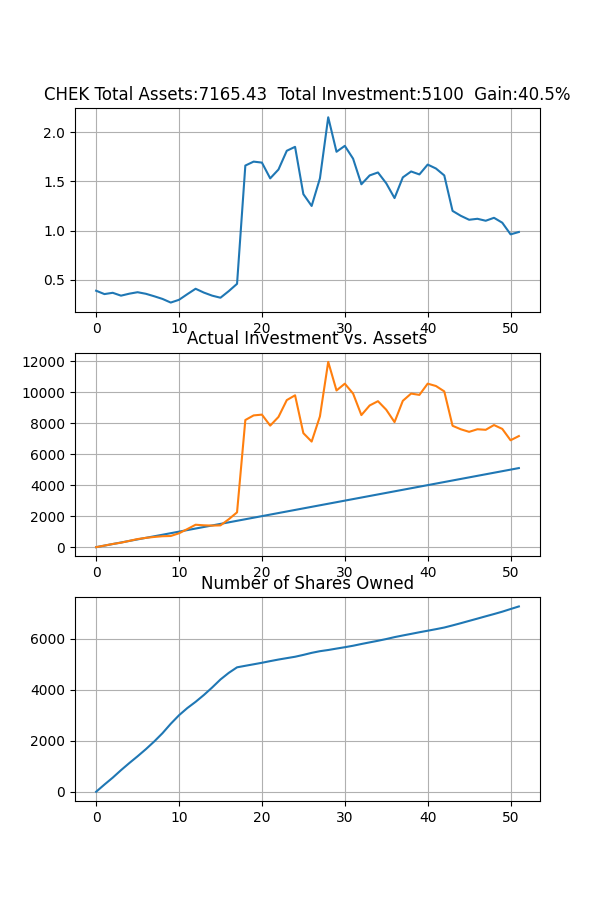 CHEK Total Assets:7165.43  Total Investment:5100  Gain:40.5%
2.0
1.5
1.0
0.5
0 10 20 30 40 50
Actual Investment vs. Assets
12000
10000
8000
6000
4000
2000
0
0 10 20 30 40 50
Number of Shares Owned
6000
4000
2000
0
0 10 20 30 40 50